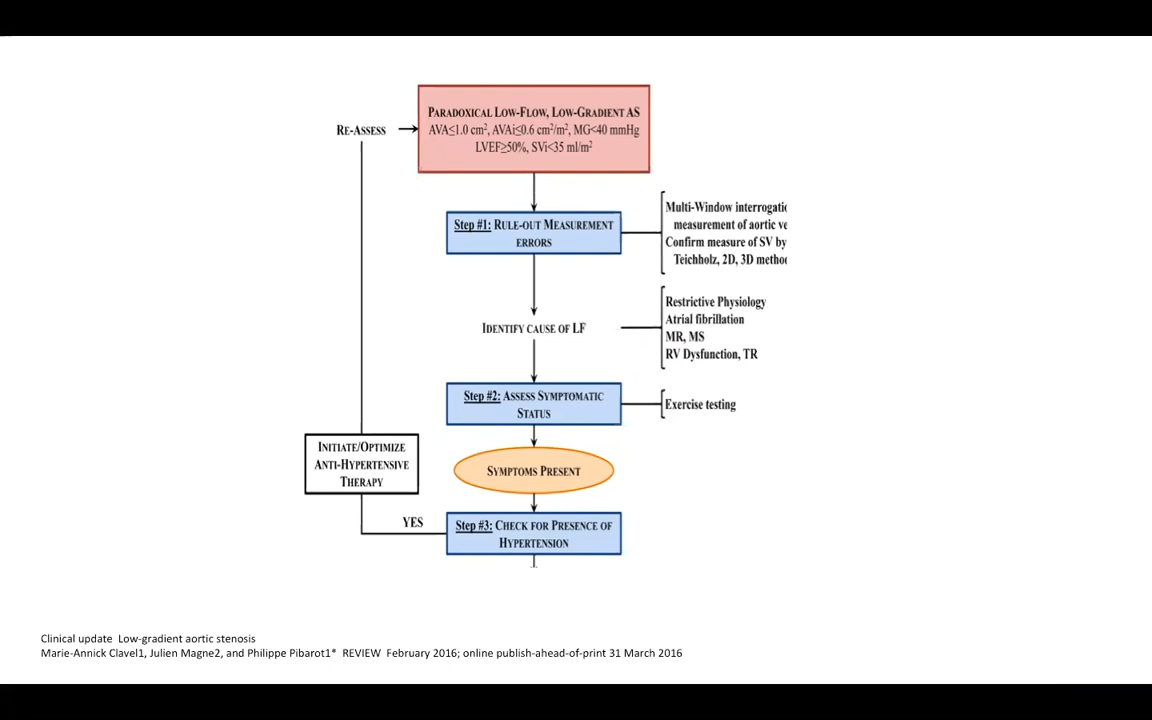 PARADOXICAL LOW-FLOW, LOW-GRADIENT AS
AVA≤1.0 cm², AVAi≤0.6 cm²/m², MG<40 mmHg
LVEF≥50%, SVi<35 ml/m²
RE-ASSESS
Step #1: RULE-OUT MEASUREMENT
ERRORS
Multi-Window interrogatic
measurement of aortic ve
Confirm measure of SV by
Teichholz, 2D, 3D metho
IDENTIFY CAUSE OF LF
Restrictive Physiology
Atrial fibrillation
MR, MS
RV Dysfunction, TR
Step #2: ASSESS SYMPTOMATIC
STATUS
Exercise testing
SYMPTOMS PRESENT
INITIATE/OPTIMIZE
ANTI-HYPERTENSIVE
THERAPY
YES
Step #3: CHECK FOR PRESENCE OF
HYPERTENSION
Clinical update Low-gradient aortic stenosis
Marie-Annick Clavel1, Julien Magne2, and Philippe Pibarot1* REVIEW February 2016; online publish-ahead-of-print 31 March 2016